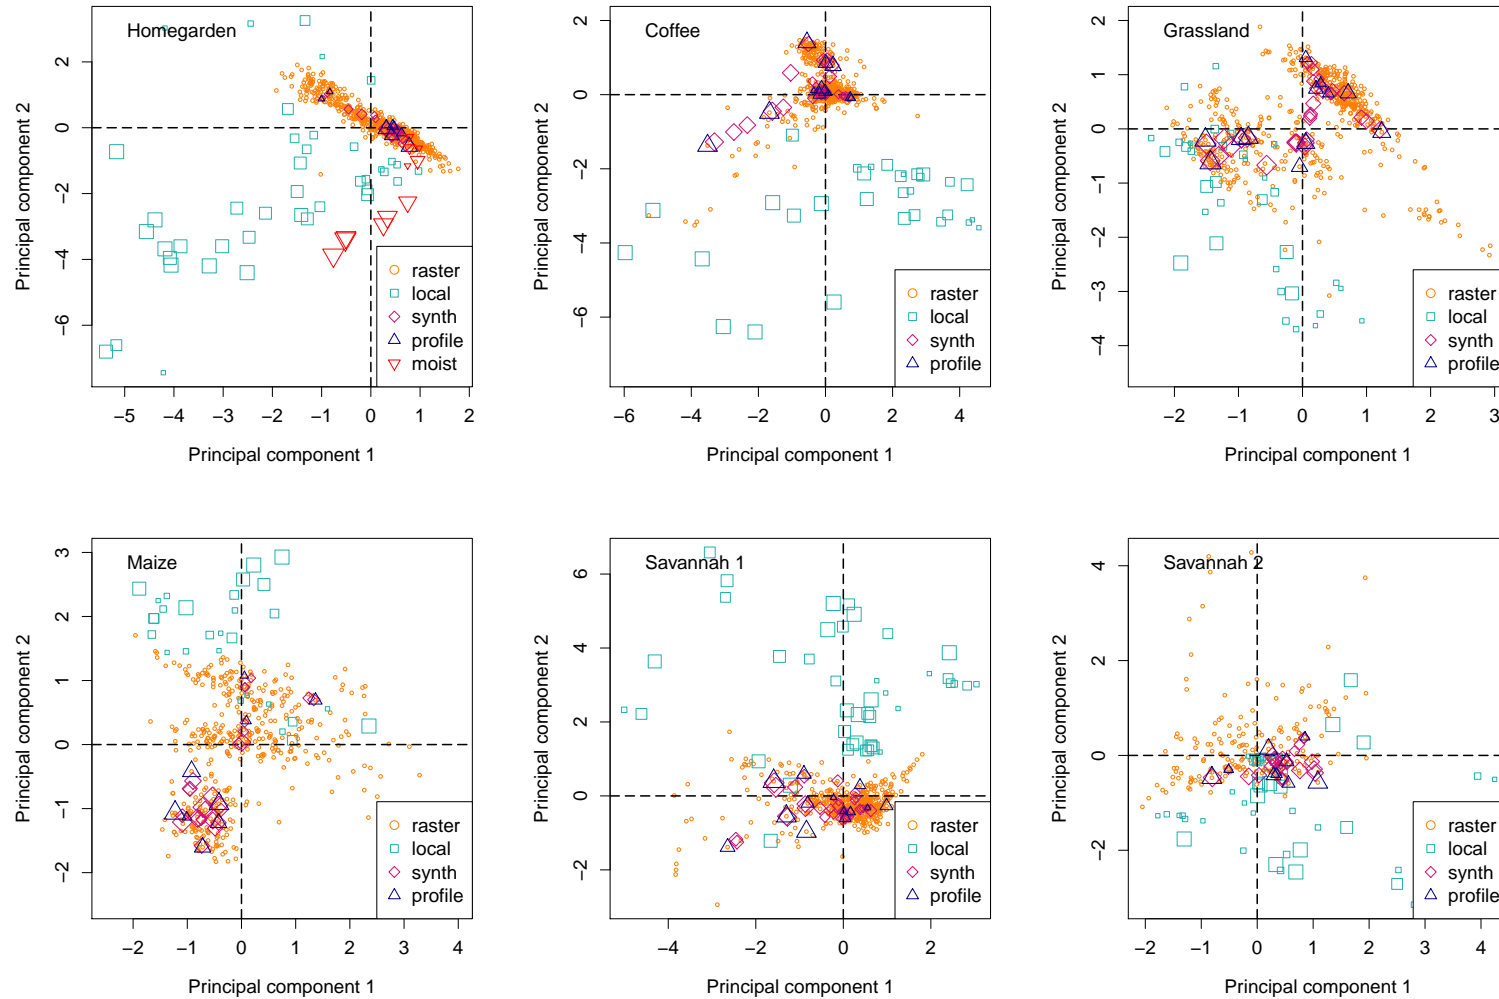 Homegarden
Principal component 2
2
0
−2
−4
−6
−5
−4
−3
−2
−1
0
1
2
Principal component 1
raster
local
synth
profile
moist
Coffee
Principal component 2
2
0
−2
−4
−6
−6
−4
−2
0
2
4
Principal component 1
raster
local
synth
profile
Grassland
Principal component 2
2
1
0
−1
−2
−3
−4
−2
−1
0
1
2
3
Principal component 1
raster
local
synth
profile
Maize
Principal component 2
3
2
1
0
−1
−2
−2
−1
0
1
2
3
4
Principal component 1
raster
local
synth
profile
Savannah 1
Principal component 2
6
4
2
0
−2
−4
−2
0
2
Principal component 1
raster
local
synth
profile
Savannah 2
Principal component 2
4
2
0
−2
−2
−1
0
1
2
3
4
Principal component 1
raster
local
synth
profile